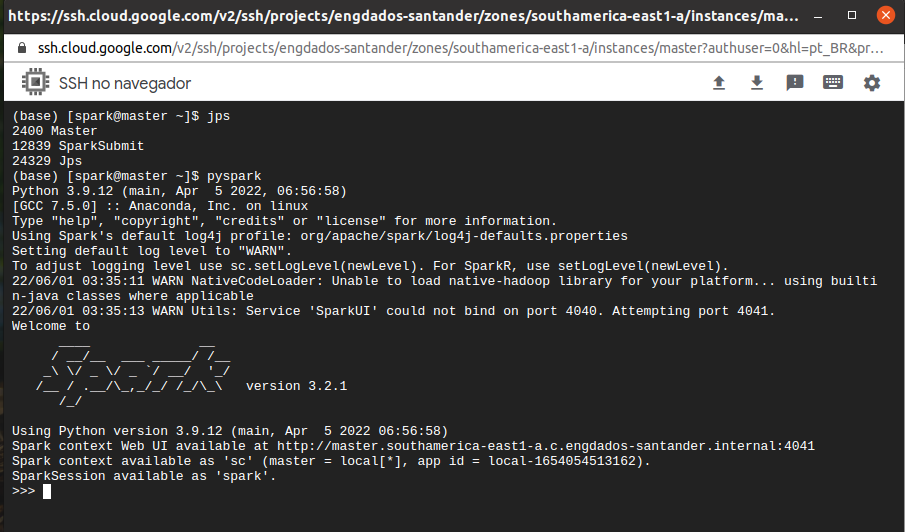 https://ssh.cloud.google.com/v2/ssh/projects/engdados-santander/zones/southamerica-east1-a/instances/ma...
ssh.cloud.google.com/v2/ssh/projects/engdados-santander/zones/southamerica-east1-a/instances/master?authuser=0&hl=pt_BR&pr...
SSH no navegador
(base) [spark@master ~]$ jps
2400 Master
12839 SparkSubmit
24329 Jps
(base) [spark@master ~]$ pyspark
Python 3.9.12 (main, Apr  5 2022, 06:56:58)
[GCC 7.5.0] :: Anaconda, Inc. on linux
Type "help", "copyright", "credits" or "license" for more information.
Using Spark's default log4j profile: org/apache/spark/log4j-defaults.properties
Setting default log level to "WARN".
To adjust logging level use sc.setLogLevel(newLevel). For SparkR, use setLogLevel(newLevel).
22/06/01 03:35:11 WARN NativeCodeLoader: Unable to load native-hadoop library for your platform... using builti
n-java classes where applicable
22/06/01 03:35:13 WARN Utils: Service 'SparkUI' could not bind on port 4040. Attempting port 4041.
Welcome to
      ____              __
     / __/__  ___ _____/ /__
    _\ \/ _ \/ _ `/ __/  '_/
   /__ / .__/\_,_/_/ /_/\_\   version 3.2.1
      /_/
Using Python version 3.9.12 (main, Apr  5 2022 06:56:58)
Spark context Web UI available at http://master.southamerica-east1-a.c.engdados-santander.internal:4041
Spark context available as 'sc' (master = local[*], app id = local-1654054513162).
SparkSession available as 'spark'.
>>>